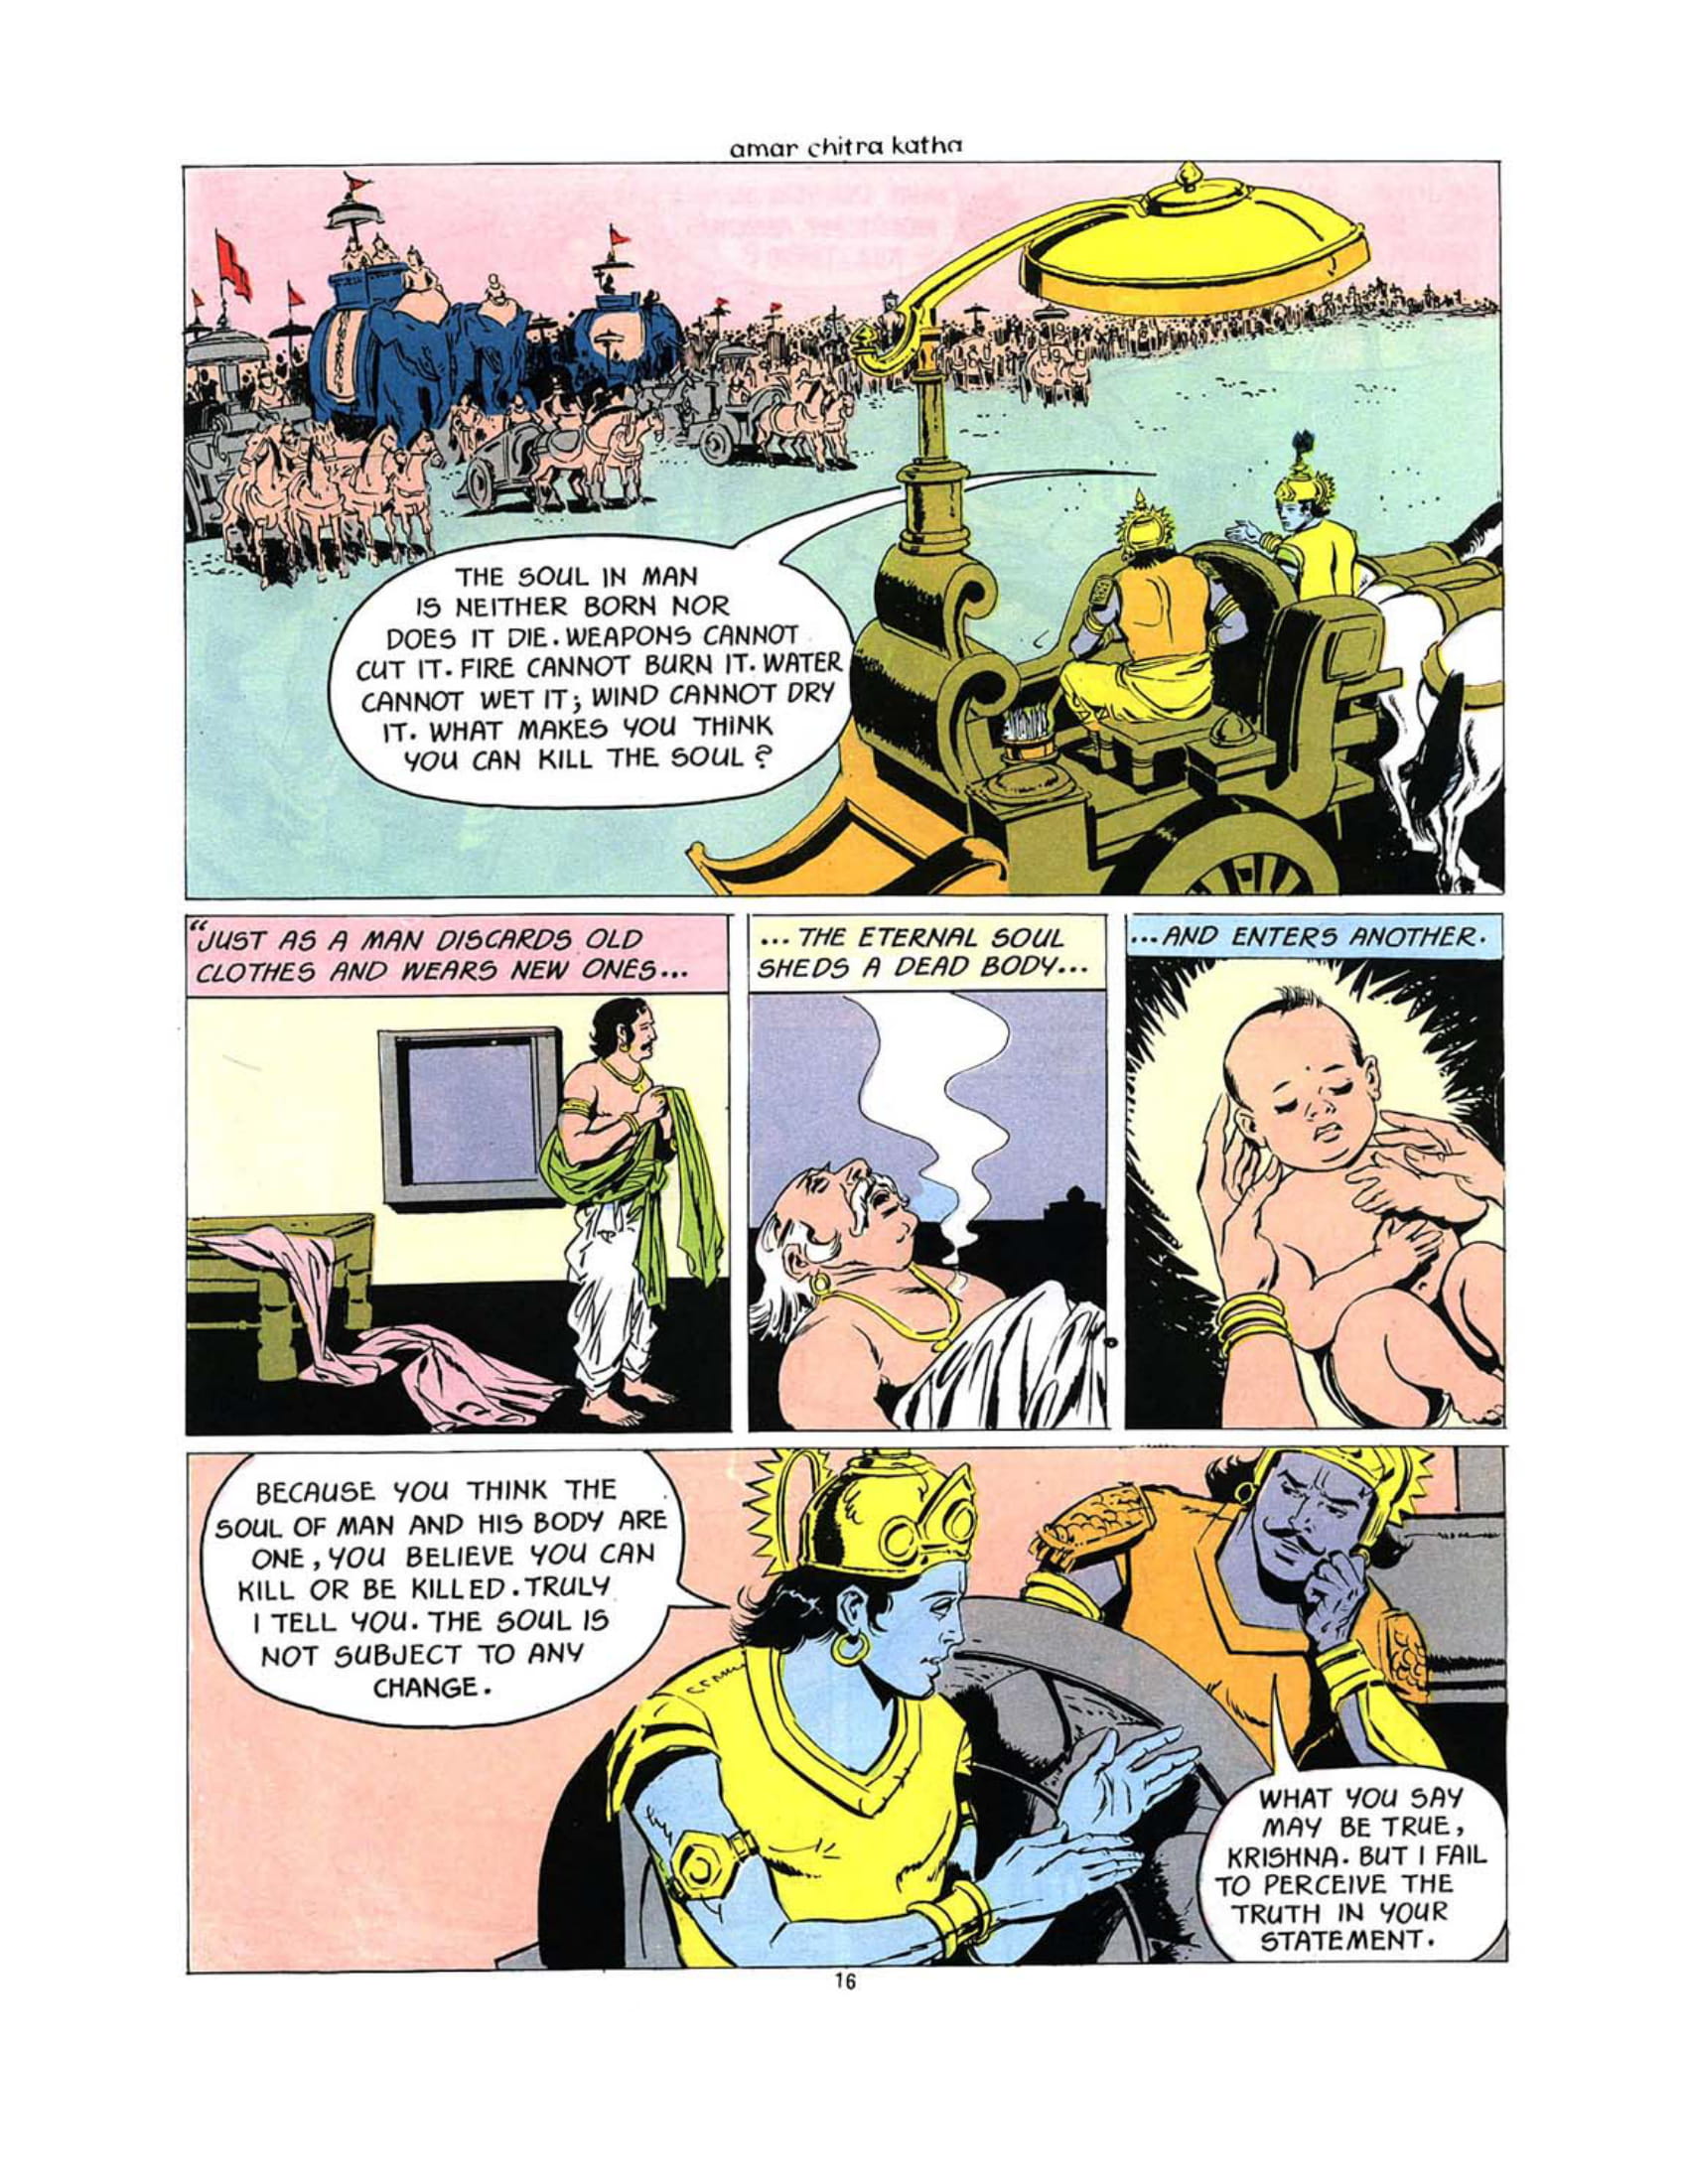 amar chitra katha
THE SOUL IN MAN
IS NEITHER BORN NOR
DOES IT DIE. WEAPONS CANNOT
CUT IT. FIRE CANNOT BURN IT. WATER
CANNOT WET IT; WIND CANNOT DRY
IT. WHAT MAKES YOU THINK
YOU CAN KILL THE SOUL?
"JUST AS A MAN DISCARDS OLD
CLOTHES AND WEARS NEW ONES...
... THE ETERNAL SOUL
SHEDS A DEAD BODY...
...AND ENTERS ANOTHER.
BECAUSE YOU THINK THE
SOUL OF MAN AND HIS BODY ARE
ONE, YOU BELIEVE YOU CAN
KILL OR BE KILLED. TRULY
I TELL YOU. THE SOUL IS
NOT SUBJECT TO ANY
CHANGE.
WHAT YOU SAY
MAY BE TRUE,
KRISHNA. BUT I FAIL
TO PERCEIVE THE
TRUTH IN YOUR
STATEMENT.
16